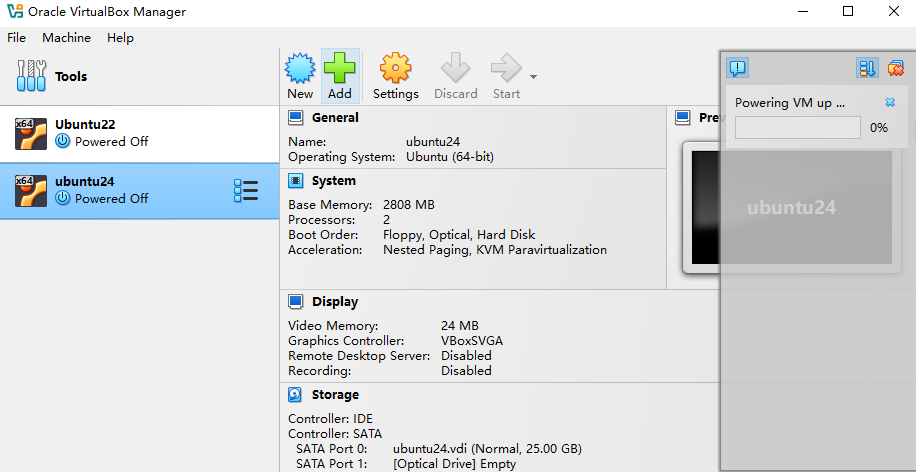 Oracle VirtualBox Manager
File Machine Help
Tools
New Add Settings Discard Start
x64 Ubuntu22
Powered Off
x64 ubuntu24
Powered Off
General
Name: ubuntu24
Operating System: Ubuntu (64-bit)
System
Base Memory: 2808 MB
Processors: 2
Boot Order: Floppy, Optical, Hard Disk
Acceleration: Nested Paging, KVM Paravirtualization
Display
Video Memory: 24 MB
Graphics Controller: VBoxSVGA
Remote Desktop Server: Disabled
Recording: Disabled
Storage
Controller: IDE
Controller: SATA
SATA Port 0: ubuntu24.vdi (Normal, 25.00 GB)
SATA Port 1: [Optical Drive] Empty
Powering VM up ...
0%
ubuntu24